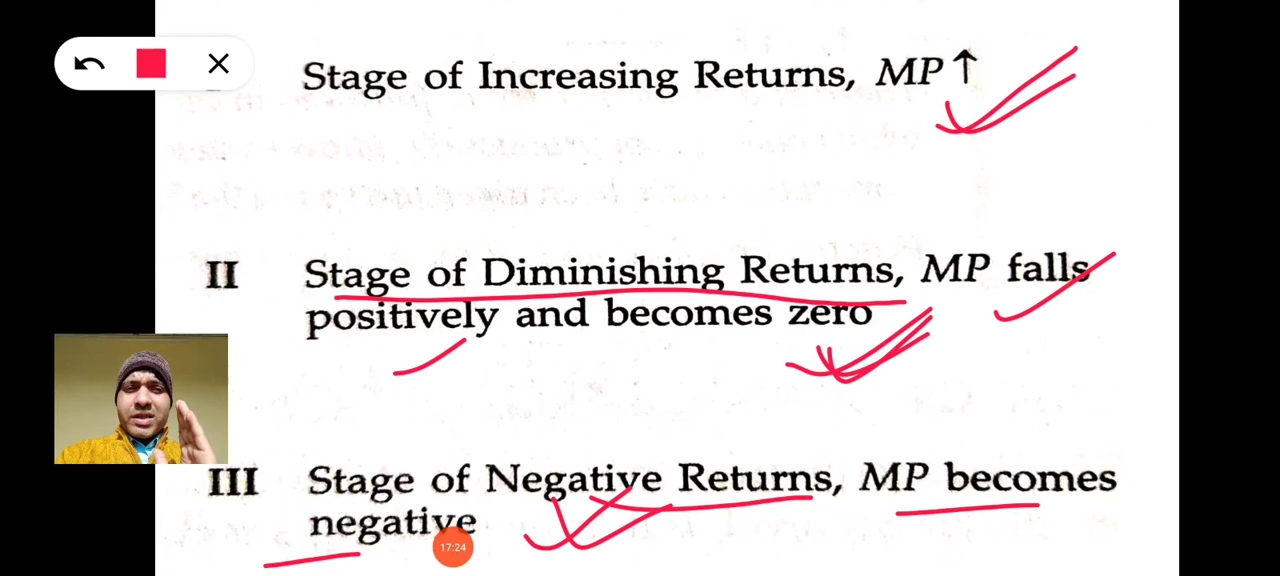 Stage of Increasing Returns, MP ↑
II Stage of Diminishing Returns, MP falls
positively and becomes zero
III Stage of Negative Returns, MP becomes
negative
17:24